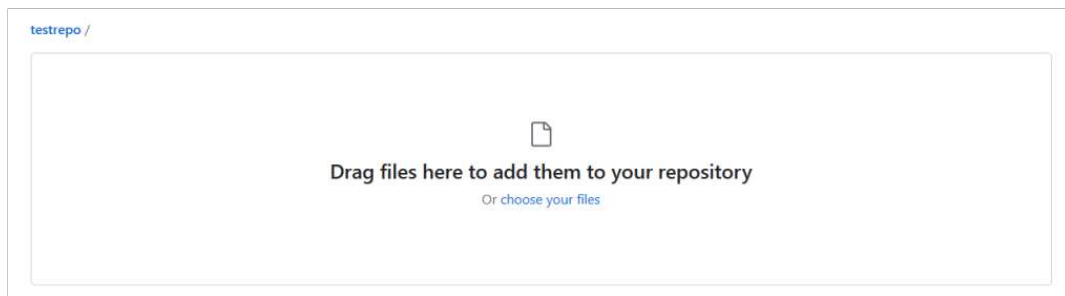 testrepo /
Drag files here to add them to your repository
Or choose your files